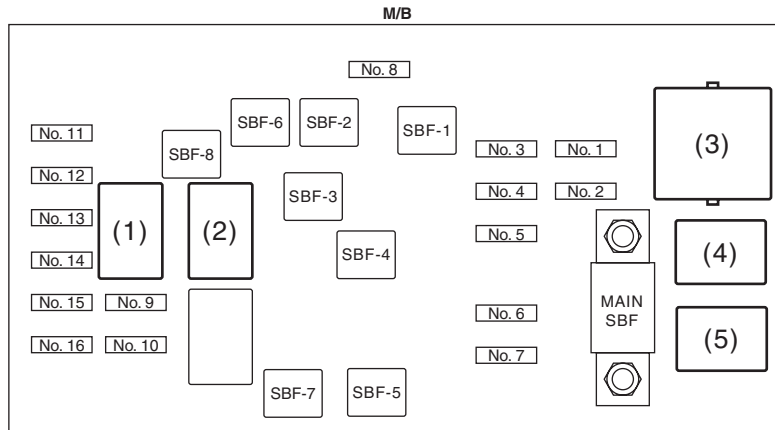 M/B
No. 8
No. 11
SBF-6
SBF-2
SBF-1
SBF-8
No. 3
No. 1
(3)
No. 12
SBF-3
No. 4
No. 2
No. 13
(1)
(2)
No. 5
SBF-4
(4)
No. 14
No. 15
No. 9
MAIN
SBF
No. 6
(5)
No. 16
No. 10
No. 7
SBF-7
SBF-5